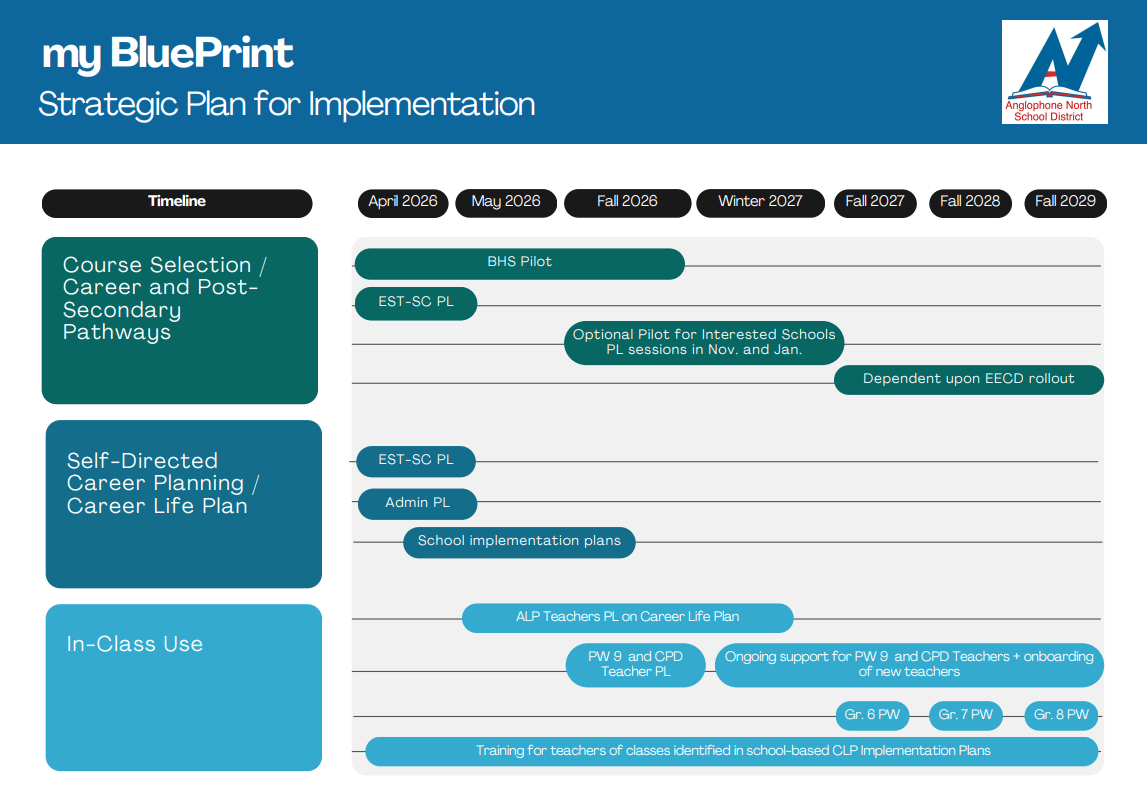 my BluePrint
Strategic Plan for Implementation
Anglophone North
School District
Timeline
April 2026
May 2026
Fall 2026
Winter 2027
Fall 2027
Fall 2028
Fall 2029
Course Selection /
Career and Post-
Secondary
Pathways
BHS Pilot
EST-SC PL
Optional Pilot for Interested Schools
PL sessions in Nov. and Jan.
Dependent upon EECD rollout
Self-Directed
Career Planning /
Career Life Plan
EST-SC PL
Admin PL
School implementation plans
In-Class Use
ALP Teachers PL on Career Life Plan
PW 9 and CPD
Teacher PL
Ongoing support for PW 9 and CPD Teachers + onboarding
of new teachers
Gr. 6 PW
Gr. 7 PW
Gr. 8 PW
Training for teachers of classes identified in school-based CLP Implementation Plans